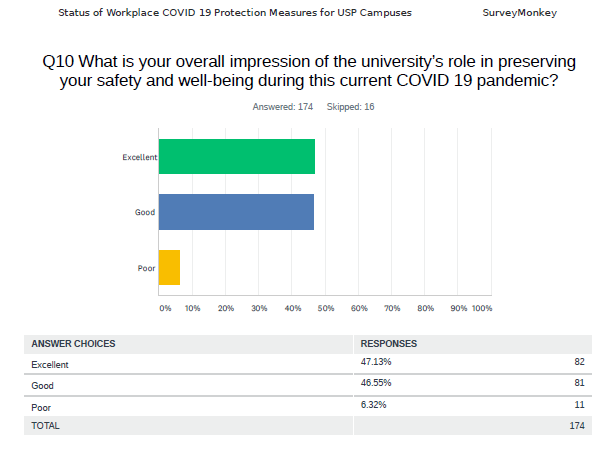 Status of Workplace COVID 19 Protection Measures for USP Campuses SurveyMonkey
Q10 What is your overall impression of the university's role in preserving
your safety and well-being during this current COVID 19 pandemic?
Answered: 174 Skipped: 16
Excellent
Good
Poor
0% 10% 20% 30% 40% 50% 60% 70% 80% 90% 100%
ANSWER CHOICES RESPONSES
Excellent 47.13% 82
Good 46.55% 81
Poor 6.32% 11
TOTAL 174